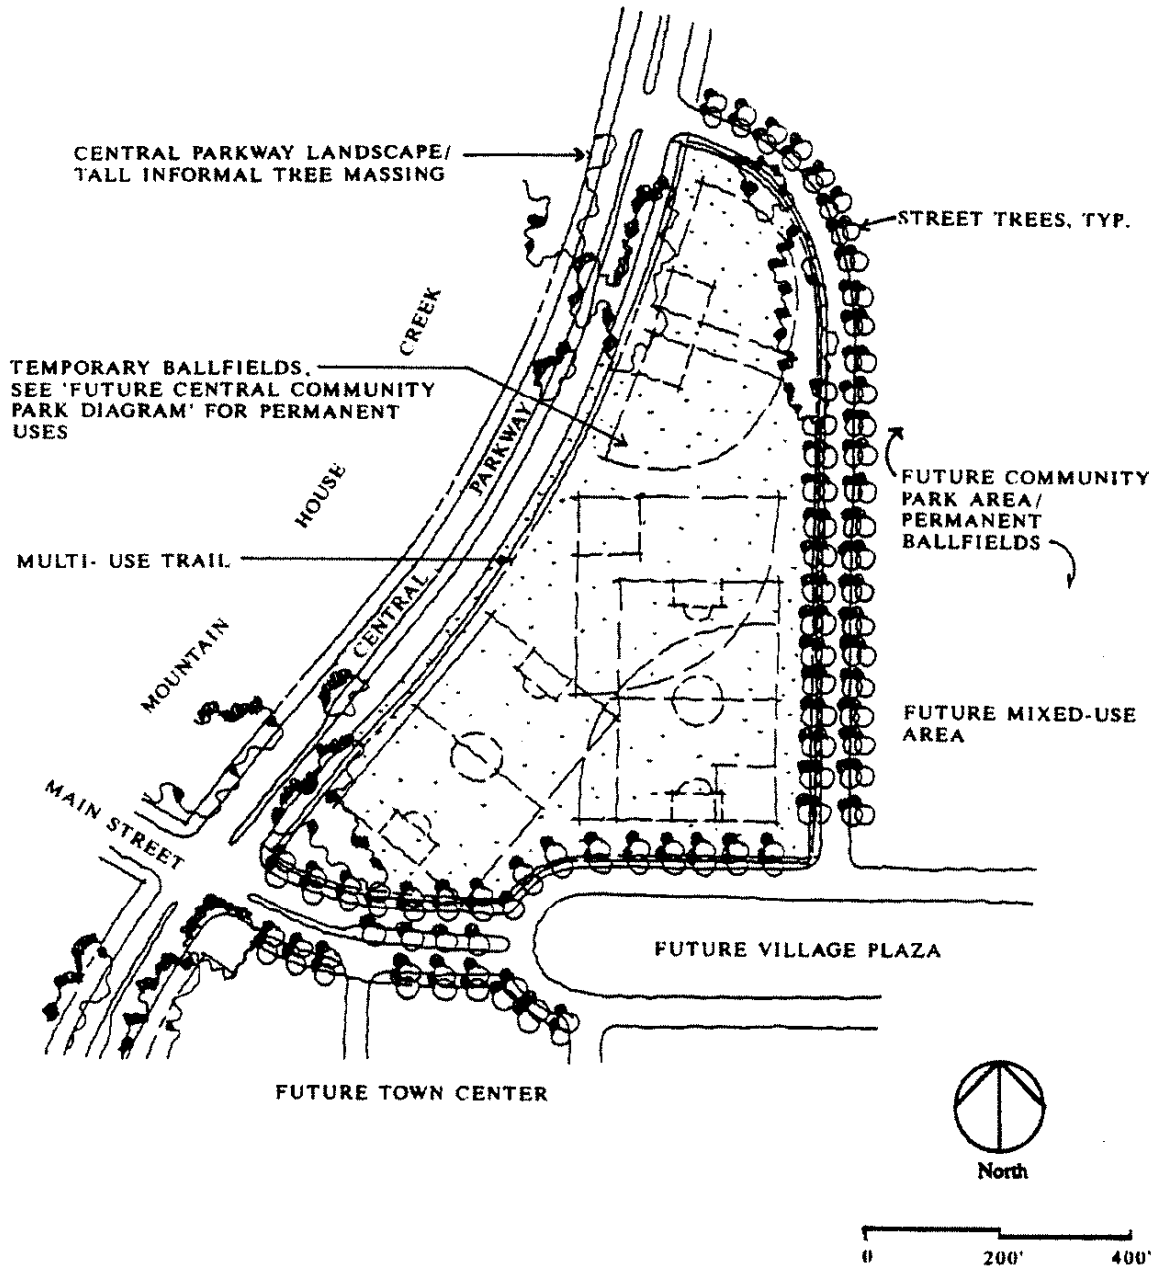 CENTRAL PARKWAY LANDSCAPE/
TALL INFORMAL TREE MASSING
STREET TREES, TYP.
CREEK
TEMPORARY BALLFIELDS,
SEE 'FUTURE CENTRAL COMMUNITY
PARK DIAGRAM' FOR PERMANENT
USES
PARKWAY
HOUSE
FUTURE COMMUNITY
PARK AREA/
PERMANENT
BALLFIELDS
MULTI- USE TRAIL
CENTRAL
MOUNTAIN
FUTURE MIXED-USE
AREA
MAIN STREET
FUTURE VILLAGE PLAZA
FUTURE TOWN CENTER
North
0 200' 400'